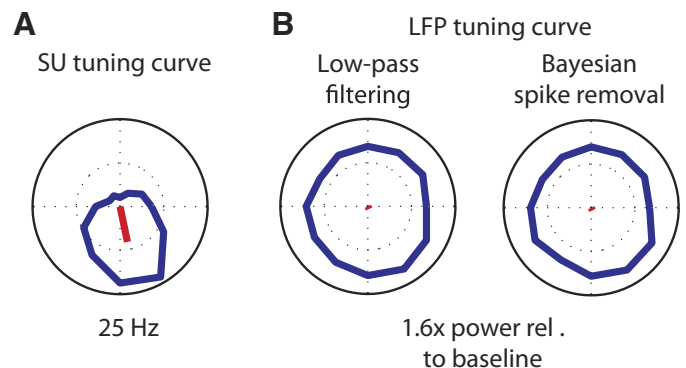 A
B
LFP tuning curve
SU tuning curve
Low-pass
filtering
Bayesian
spike removal
25 Hz
1.6x power rel .
to baseline